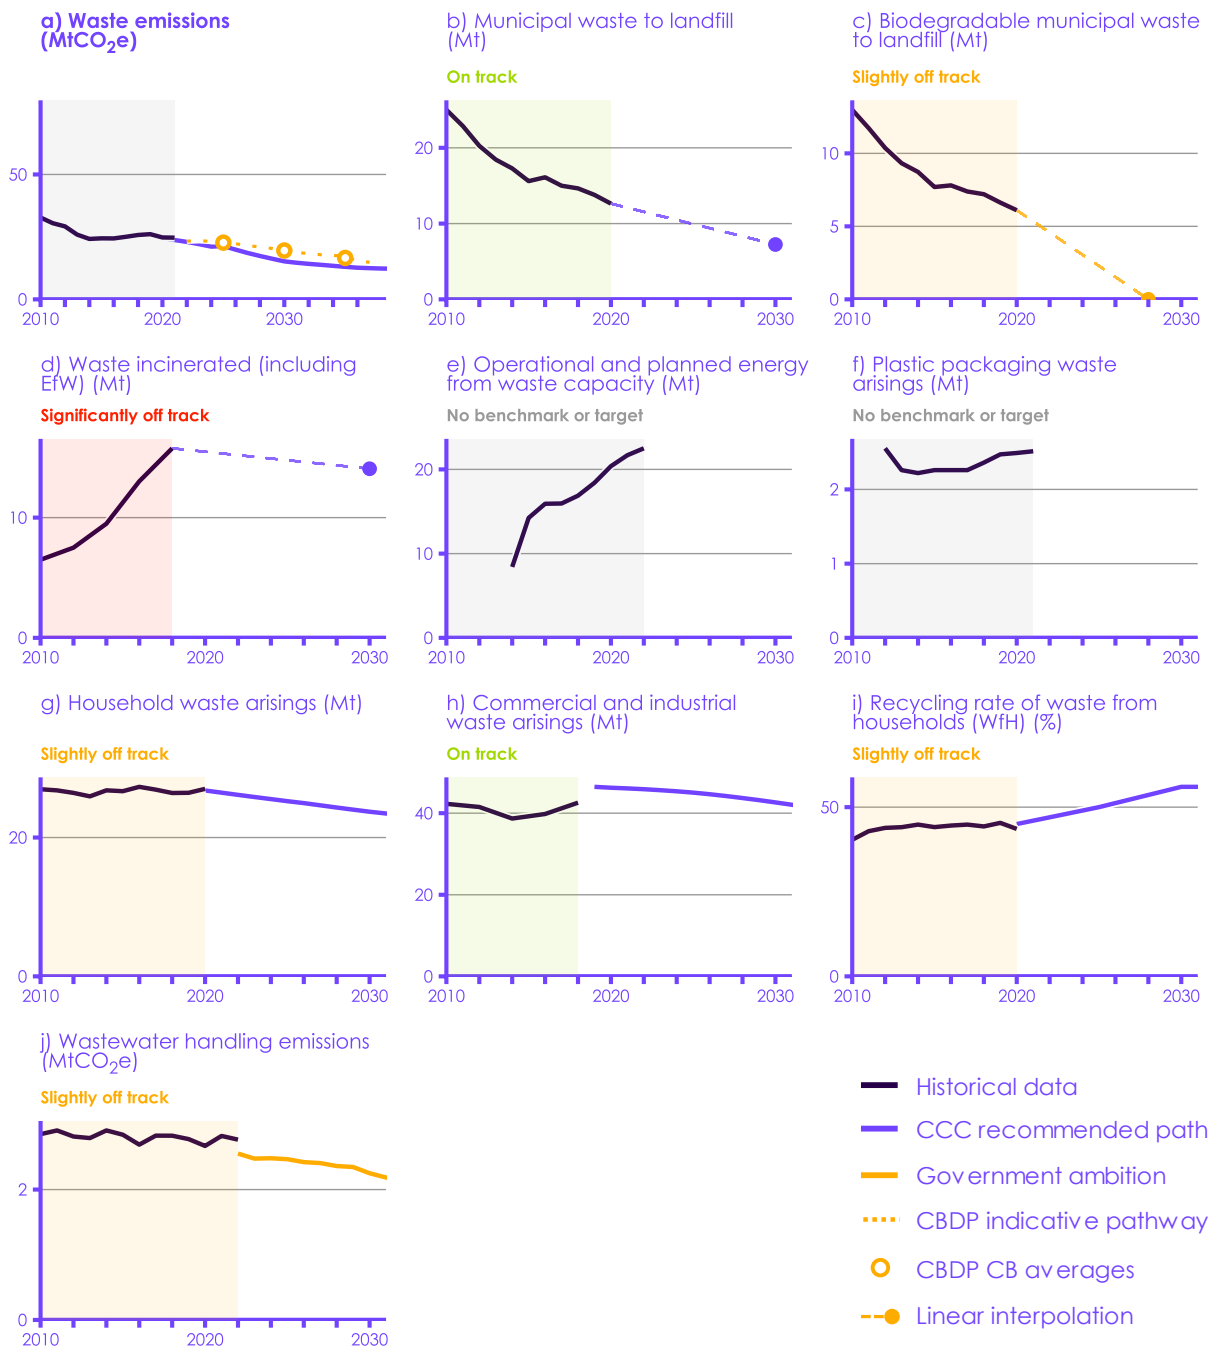 a) Waste emissions
(MtCO₂e)
50
0
2010
2020
2030
b) Municipal waste to landfill
(Mt)
On track
20
10
0
2010
2020
2030
c) Biodegradable municipal waste
to landfill (Mt)
Slightly off track
10
5
0
2010
2020
2030
d) Waste incinerated (including
EfW) (Mt)
Significantly off track
10
0
2010
2020
2030
e) Operational and planned energy
from waste capacity (Mt)
No benchmark or target
20
10
0
2010
2020
2030
f) Plastic packaging waste
arisings (Mt)
No benchmark or target
2
1
0
2010
2020
2030
g) Household waste arisings (Mt)
Slightly off track
20
0
2010
2020
2030
h) Commercial and industrial
waste arisings (Mt)
On track
40
20
0
2010
2020
2030
i) Recycling rate of waste from
households (WfH) (%)
Slightly off track
50
0
2010
2020
2030
j) Wastewater handling emissions
(MtCO₂e)
Slightly off track
2
0
2010
2020
2030
Historical data
CCC recommended path
Government ambition
CBDP indicative pathway
CBDP CB averages
Linear interpolation